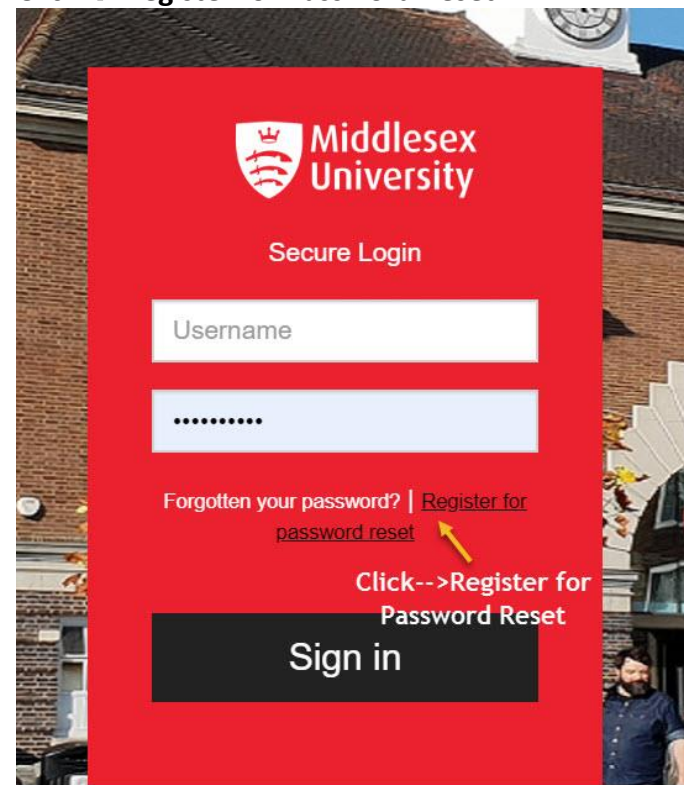 Middlesex
University
Secure Login
Username
••••••••••
Forgotten your password? | Register for
password reset
Click-->Register for
Password Reset
Sign in